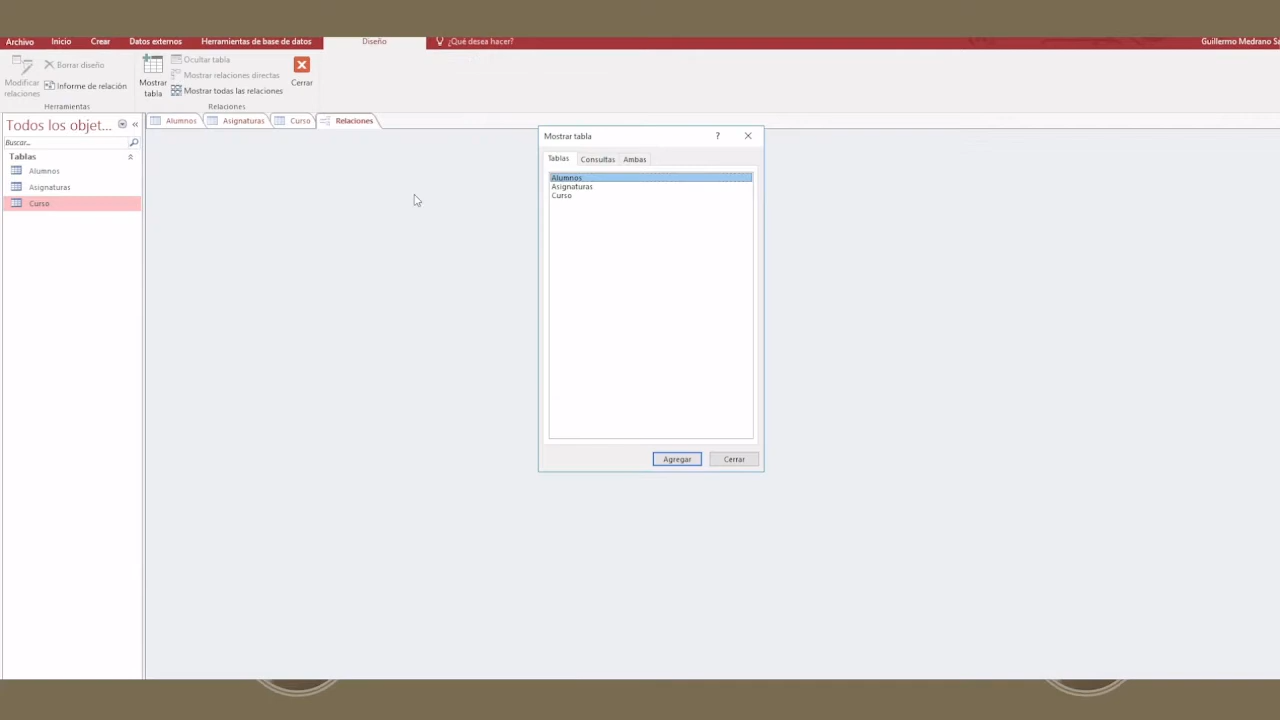 Archivo Inicio Crear Datos externos Herramientas de base de datos Diseño ¿Qué desea hacer? Guillermo Medrano Sa
Modificar relaciones
Borrar diseño
Informe de relación
Herramientas
Mostrar tabla
Ocultar tabla
Mostrar relaciones directas
Mostrar todas las relaciones
Relaciones
Cerrar
Todos los objet...
Buscar...
Tablas
Alumnos
Asignaturas
Curso
Alumnos Asignaturas Curso Relaciones
Mostrar tabla ?
Tablas Consultas Ambas
Alumnos
Asignaturas
Curso
Agregar Cerrar